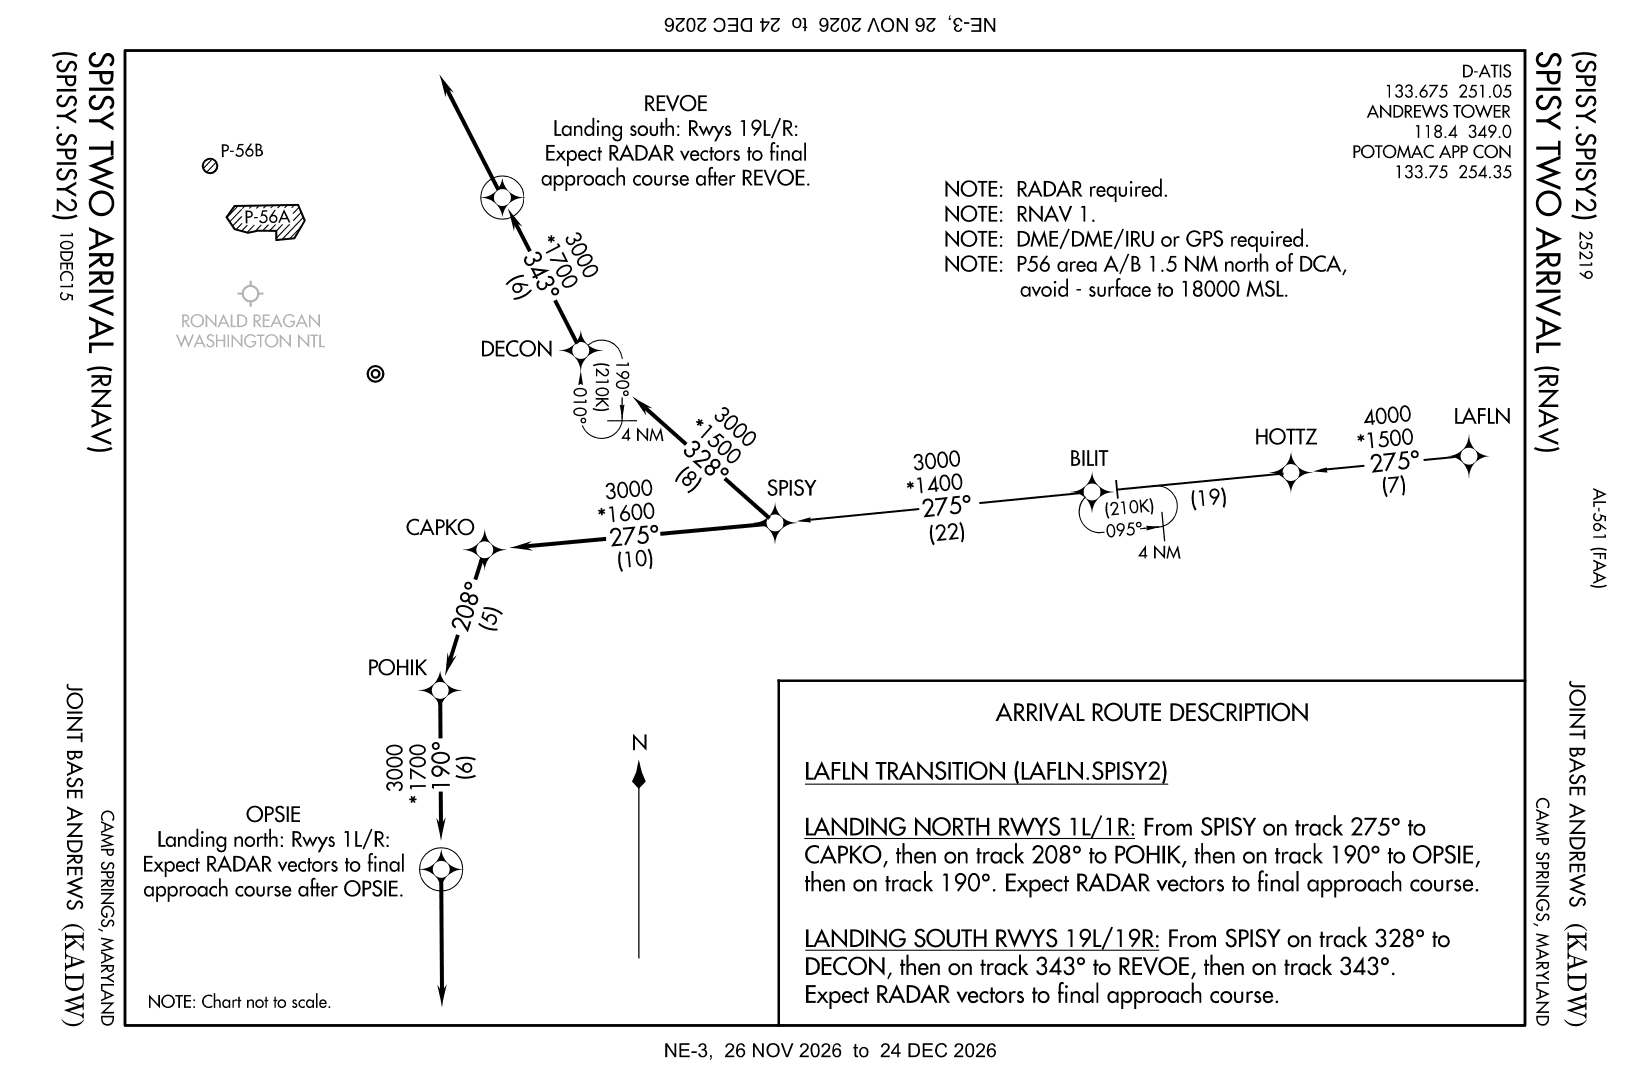 NE-3, 26 NOV 2026 to 24 DEC 2026
(SPISY.SPISY2) 10DEC15
SPISY TWO ARRIVAL (RNAV)
JOINT BASE ANDREWS (KADW)
CAMP SPRINGS, MARYLAND
(SPISY.SPISY2) 25219
SPISY TWO ARRIVAL (RNAV)
AL-561 (FAA)
JOINT BASE ANDREWS (KADW)
CAMP SPRINGS, MARYLAND
D-ATIS
133.675 251.05
ANDREWS TOWER
118.4 349.0
POTOMAC APP CON
133.75 254.35
REVOE
Landing south: Rwys 19L/R:
Expect RADAR vectors to final
approach course after REVOE.
P-56B
P-56A
RONALD REAGAN
WASHINGTON NTL
NOTE: RADAR required.
NOTE: RNAV 1.
NOTE: DME/DME/IRU or GPS required.
NOTE: P56 area A/B 1.5 NM north of DCA,
avoid - surface to 18000 MSL.
3000
*1700
343°
(6)
DECON
190°
(210K)
010°
4 NM
3000
*1500
328°
(8)
SPISY
3000
*1400
275°
(22)
BILIT
(210K)
095°
4 NM
(19)
HOTTZ
4000
*1500
275°
(7)
LAFLN
3000
*1600
275°
(10)
CAPKO
208°
(5)
POHIK
3000
*1700
190°
(6)
OPSIE
Landing north: Rwys 1L/R:
Expect RADAR vectors to final
approach course after OPSIE.
N
NOTE: Chart not to scale.
ARRIVAL ROUTE DESCRIPTION
LAFLN TRANSITION (LAFLN.SPISY2)
LANDING NORTH RWYS 1L/1R: From SPISY on track 275° to
CAPKO, then on track 208° to POHIK, then on track 190° to OPSIE,
then on track 190°. Expect RADAR vectors to final approach course.
LANDING SOUTH RWYS 19L/19R: From SPISY on track 328° to
DECON, then on track 343° to REVOE, then on track 343°.
Expect RADAR vectors to final approach course.
NE-3, 26 NOV 2026 to 24 DEC 2026